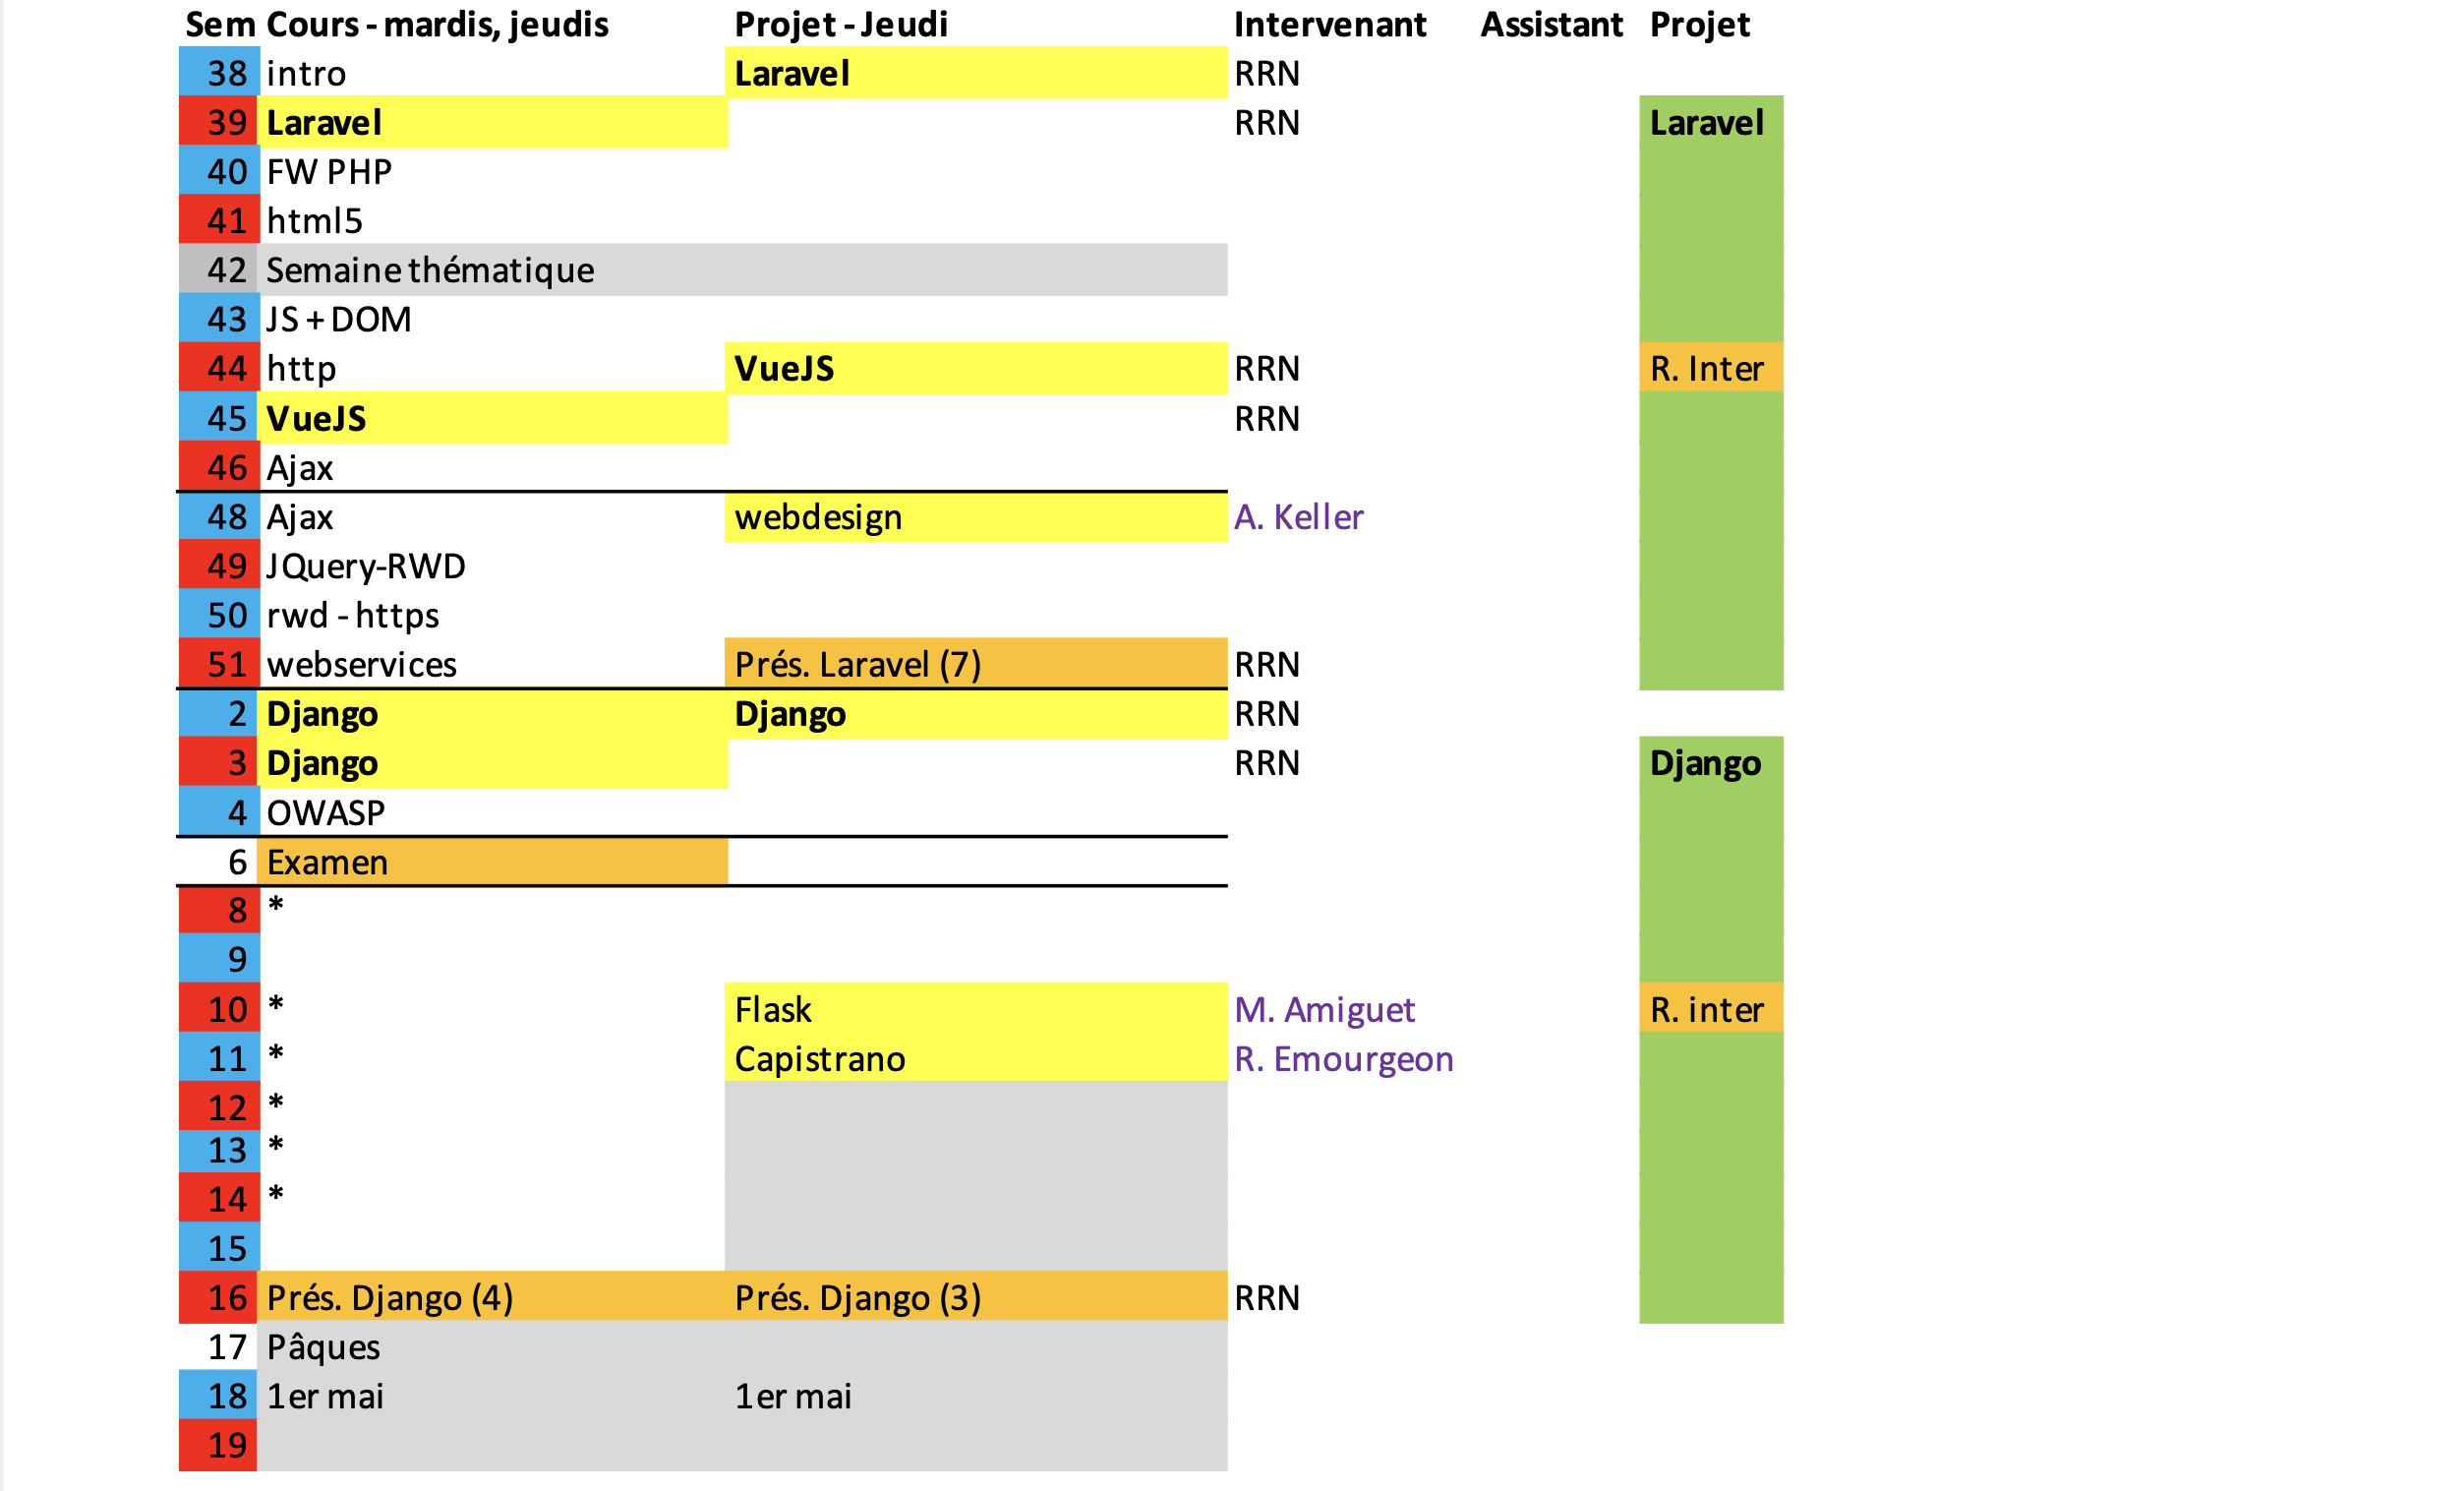 Sem Cours - mardis, jeudis Projet - Jeudi Intervenant Assistant Projet
38 intro Laravel RRN
39 Laravel RRN Laravel
40 FW PHP
41 html5
42 Semaine thématique
43 JS + DOM
44 http VueJS RRN R. Inter
45 VueJS RRN
46 Ajax
48 Ajax webdesign A. Keller
49 JQuery-RWD
50 rwd - https
51 webservices Prés. Laravel (7) RRN
2 Django Django RRN
3 Django RRN Django
4 OWASP
6 Examen
8 *
9
10 * Flask M. Amiguet R. inter
11 * Capistrano R. Emourgeon
12 *
13 *
14 *
15
16 Prés. Django (4) Prés. Django (3) RRN
17 Pâques
18 1er mai 1er mai
19